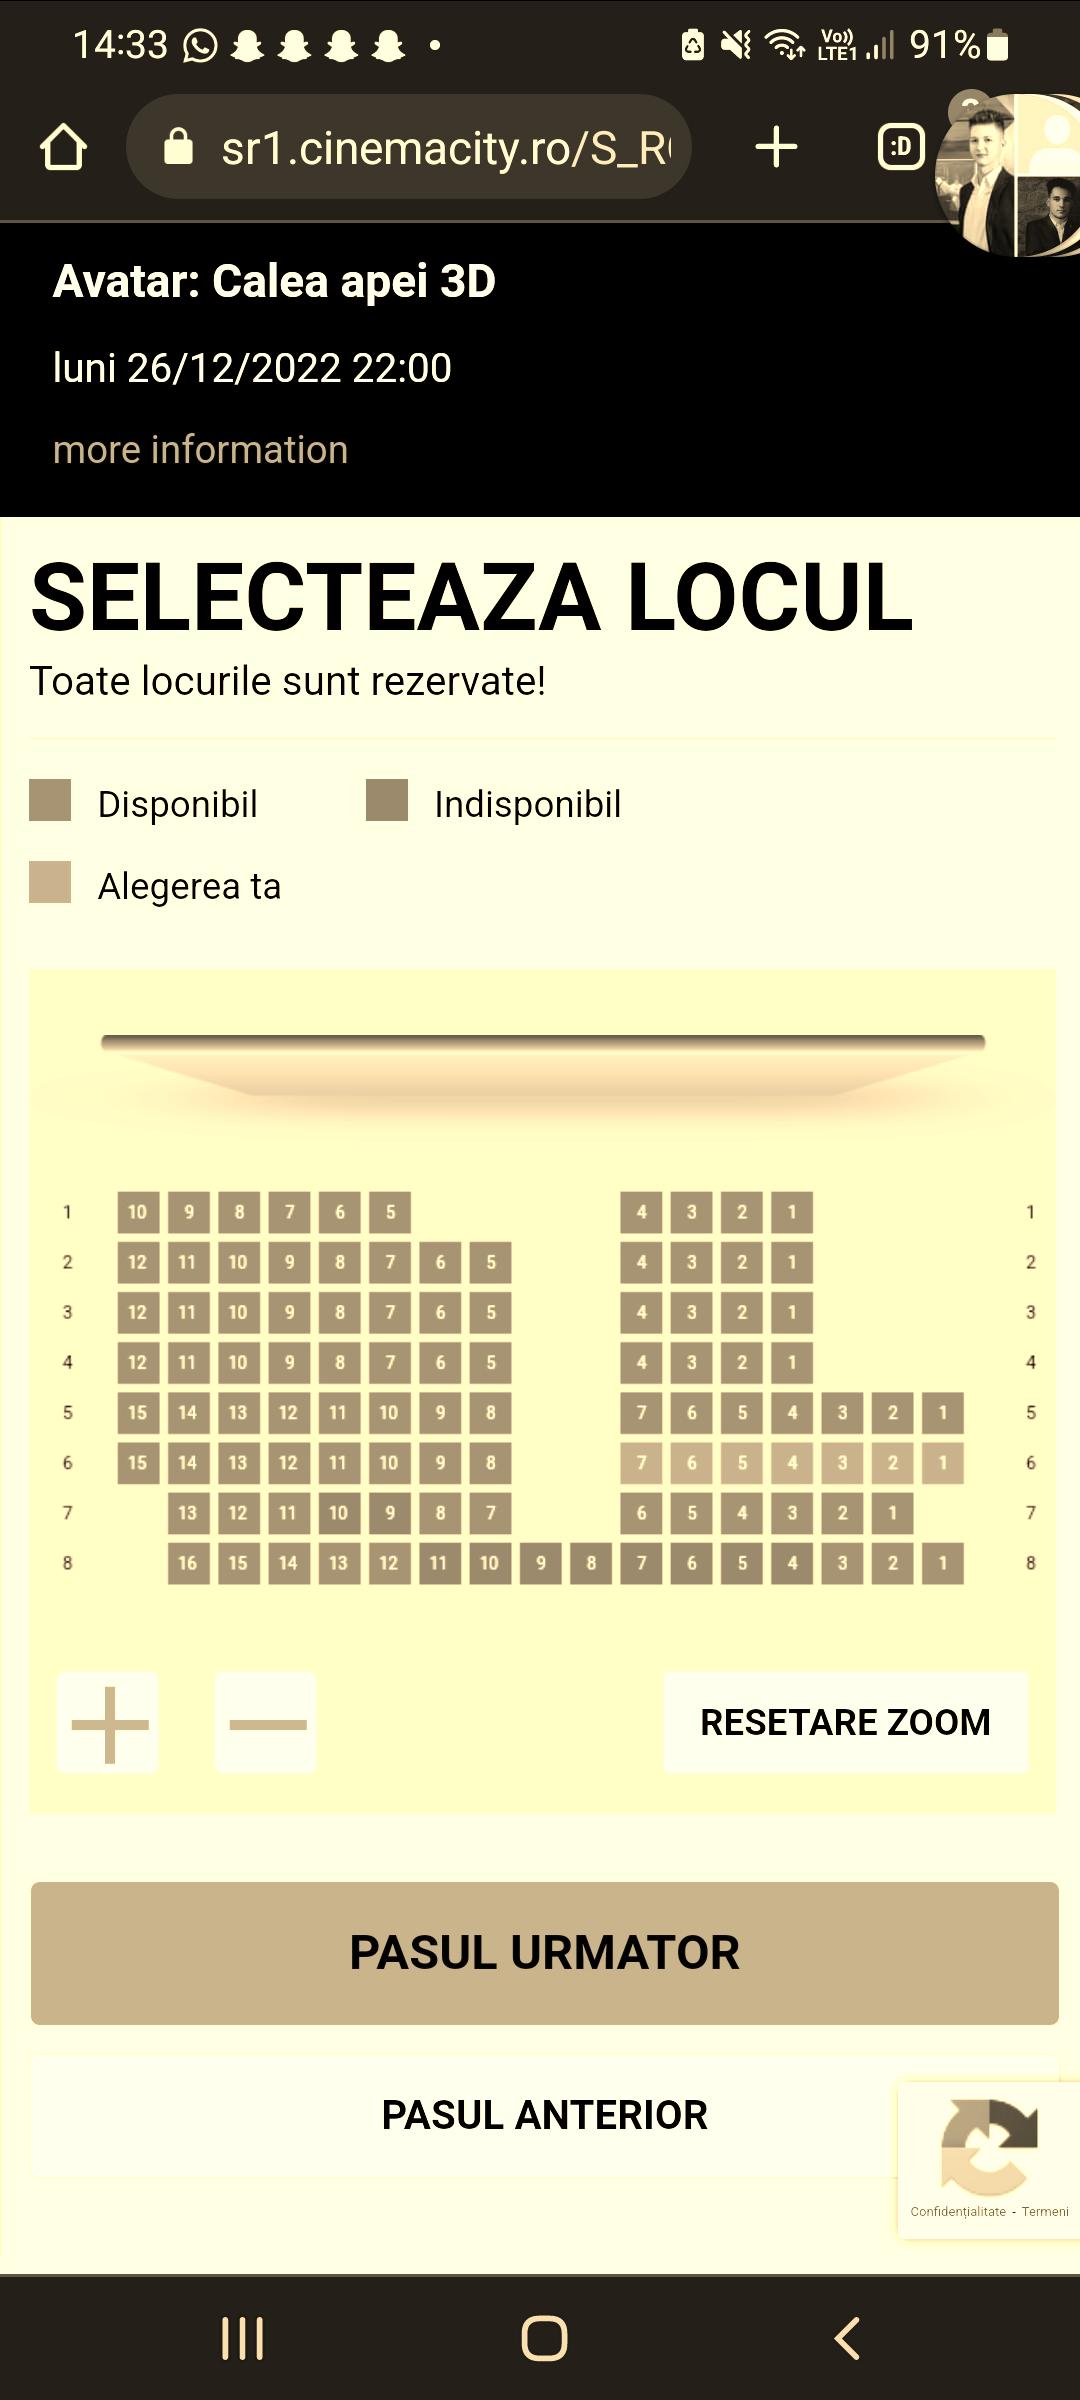 14:33
Vo)) LTE1
91%
sr1.cinemacity.ro/S_R
:D
Avatar: Calea apei 3D
luni 26/12/2022 22:00
more information
SELECTEAZA LOCUL
Toate locurile sunt rezervate!
Disponibil Indisponibil
Alegerea ta
1 10 9 8 7 6 5 4 3 2 1 1
2 12 11 10 9 8 7 6 5 4 3 2 1 2
3 12 11 10 9 8 7 6 5 4 3 2 1 3
4 12 11 10 9 8 7 6 5 4 3 2 1 4
5 15 14 13 12 11 10 9 8 7 6 5 4 3 2 1 5
6 15 14 13 12 11 10 9 8 7 6 5 4 3 2 1 6
7 13 12 11 10 9 8 7 6 5 4 3 2 1 7
8 16 15 14 13 12 11 10 9 8 7 6 5 4 3 2 1 8
RESETARE ZOOM
PASUL URMATOR
PASUL ANTERIOR
Confidențialitate - Termeni